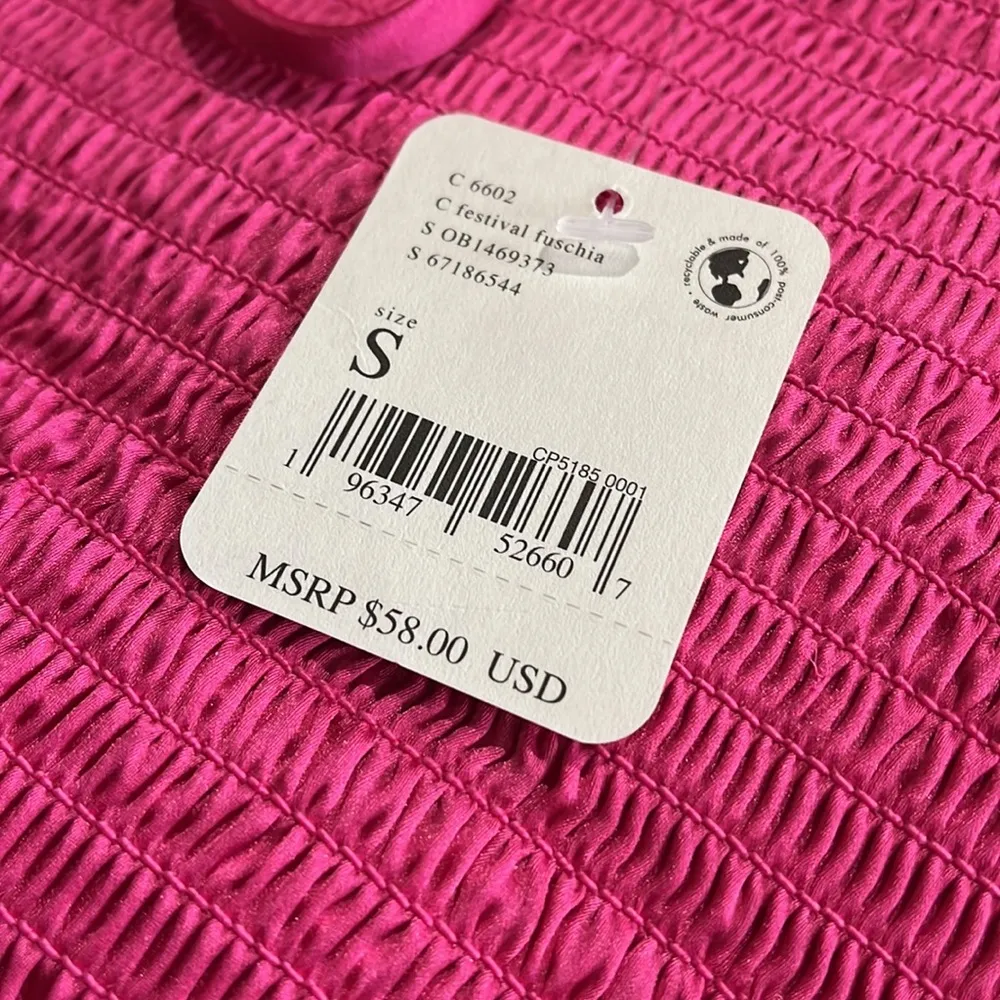 C 6602
C festival fuschia
S OB1469373
S 67186544
recyclable & made of 100% post-consumer waste •
size
S
CP5185 0001
1 96347 52660 7
MSRP $58.00 USD